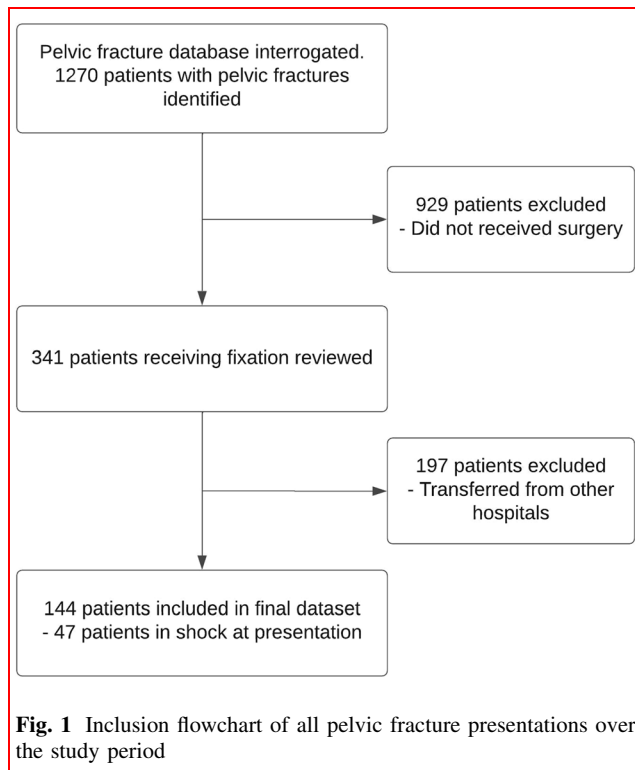 Pelvic fracture database interrogated.
1270 patients with pelvic fractures
identified
929 patients excluded
- Did not received surgery
341 patients receiving fixation reviewed
197 patients excluded
- Transferred from other
hospitals
144 patients included in final dataset
- 47 patients in shock at presentation
Fig. 1 Inclusion flowchart of all pelvic fracture presentations over
the study period